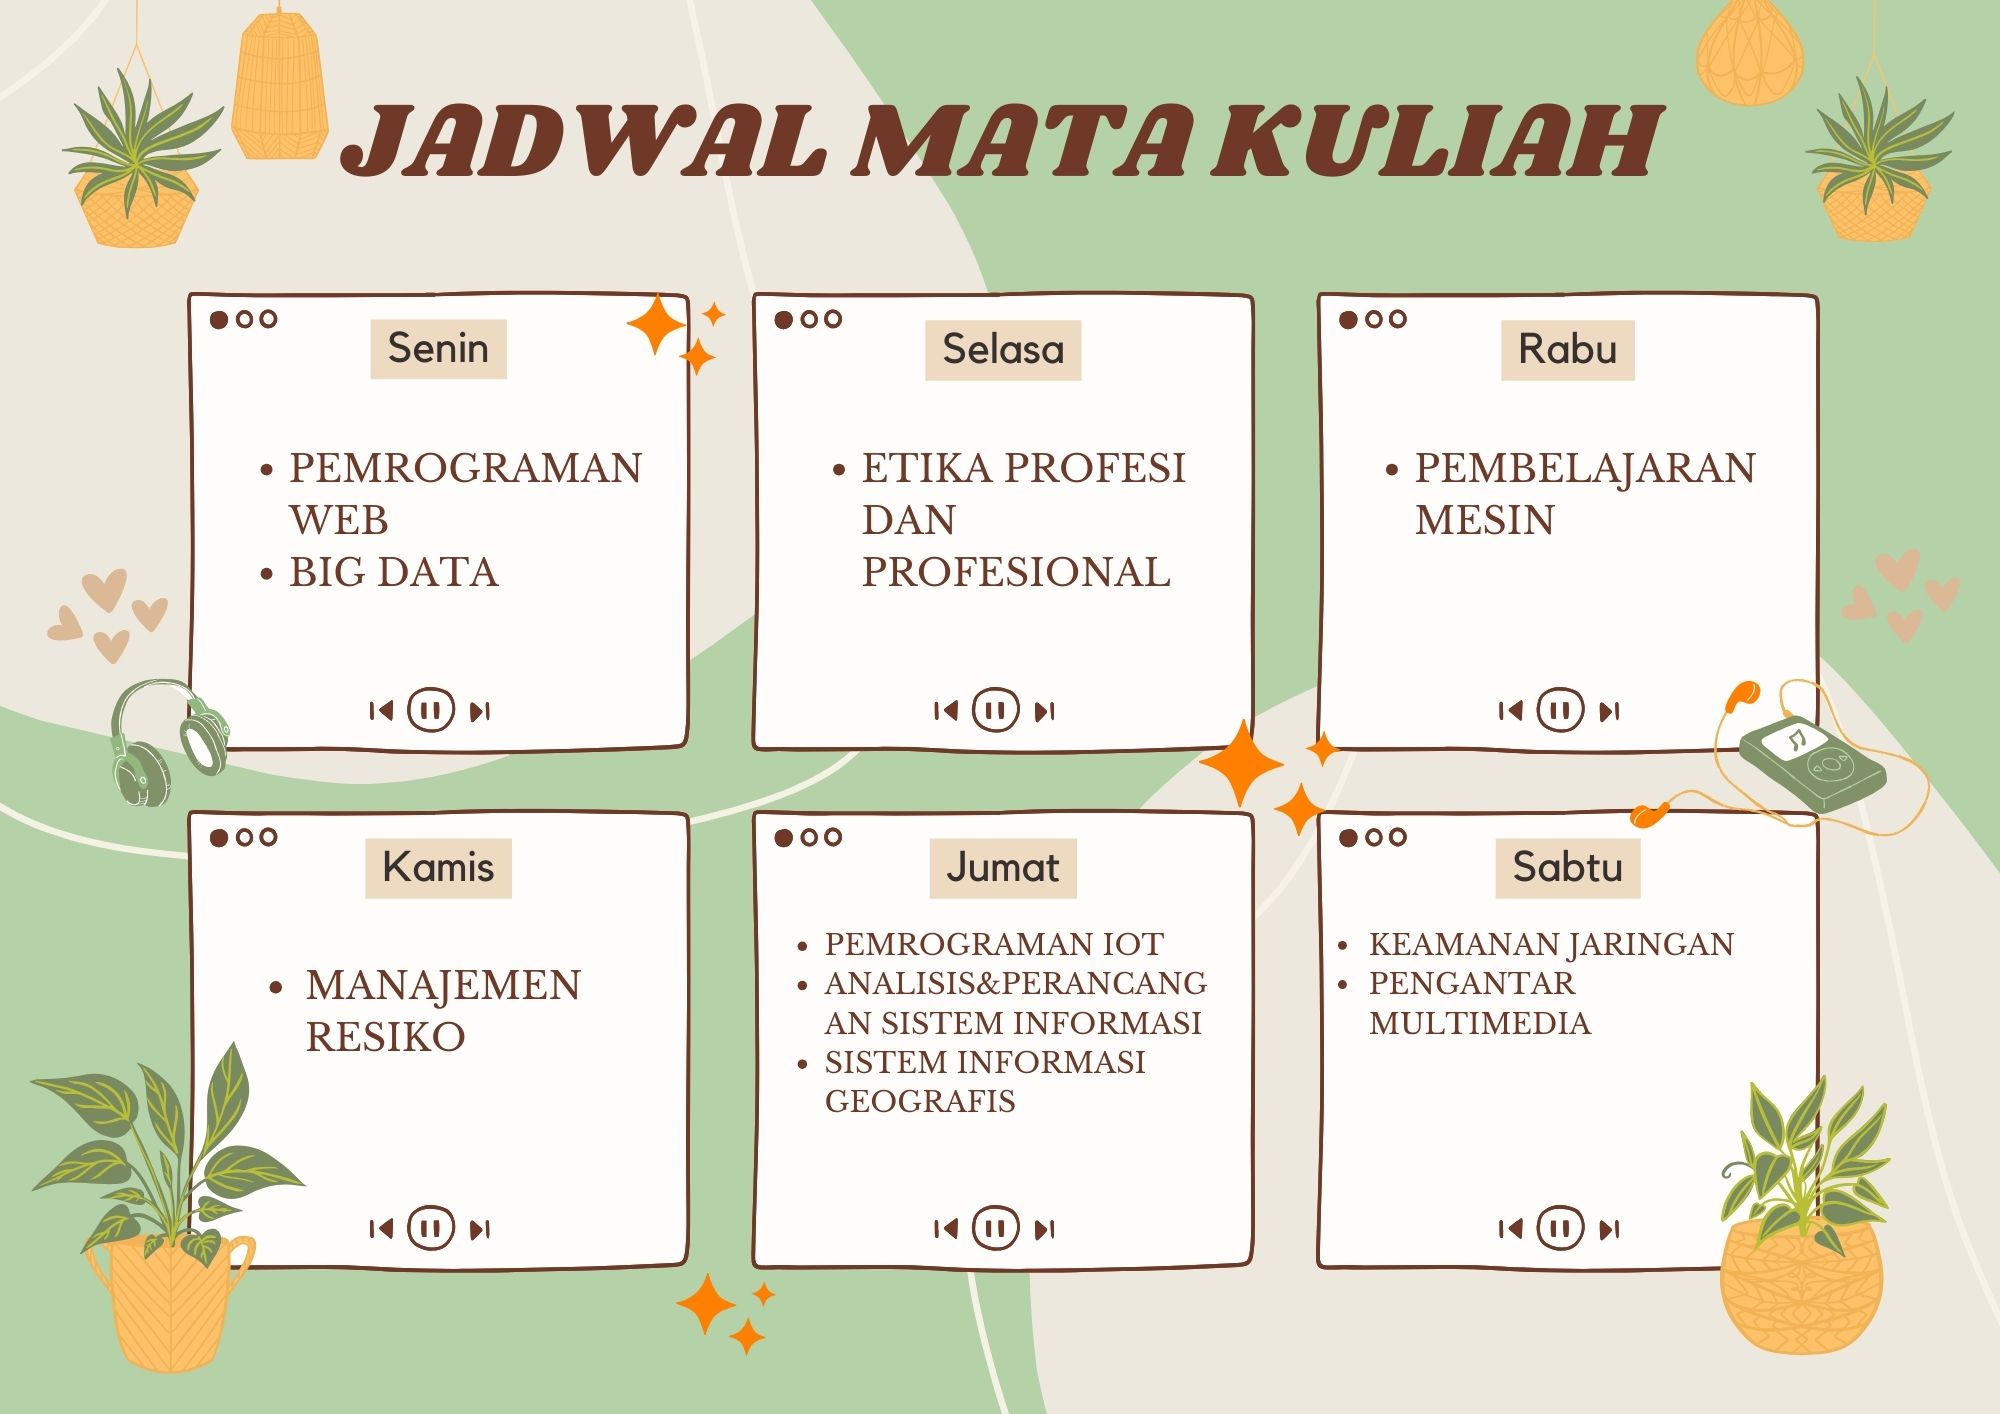 JADWAL MATA KULIAH
Senin
• PEMROGRAMAN
WEB
• BIG DATA
Selasa
• ETIKA PROFESI
DAN
PROFESIONAL
Rabu
• PEMBELAJARAN
MESIN
Kamis
• MANAJEMEN
RESIKO
Jumat
• PEMROGRAMAN IOT
• ANALISIS&PERANCANG
AN SISTEM INFORMASI
• SISTEM INFORMASI
GEOGRAFIS
Sabtu
• KEAMANAN JARINGAN
• PENGANTAR
MULTIMEDIA